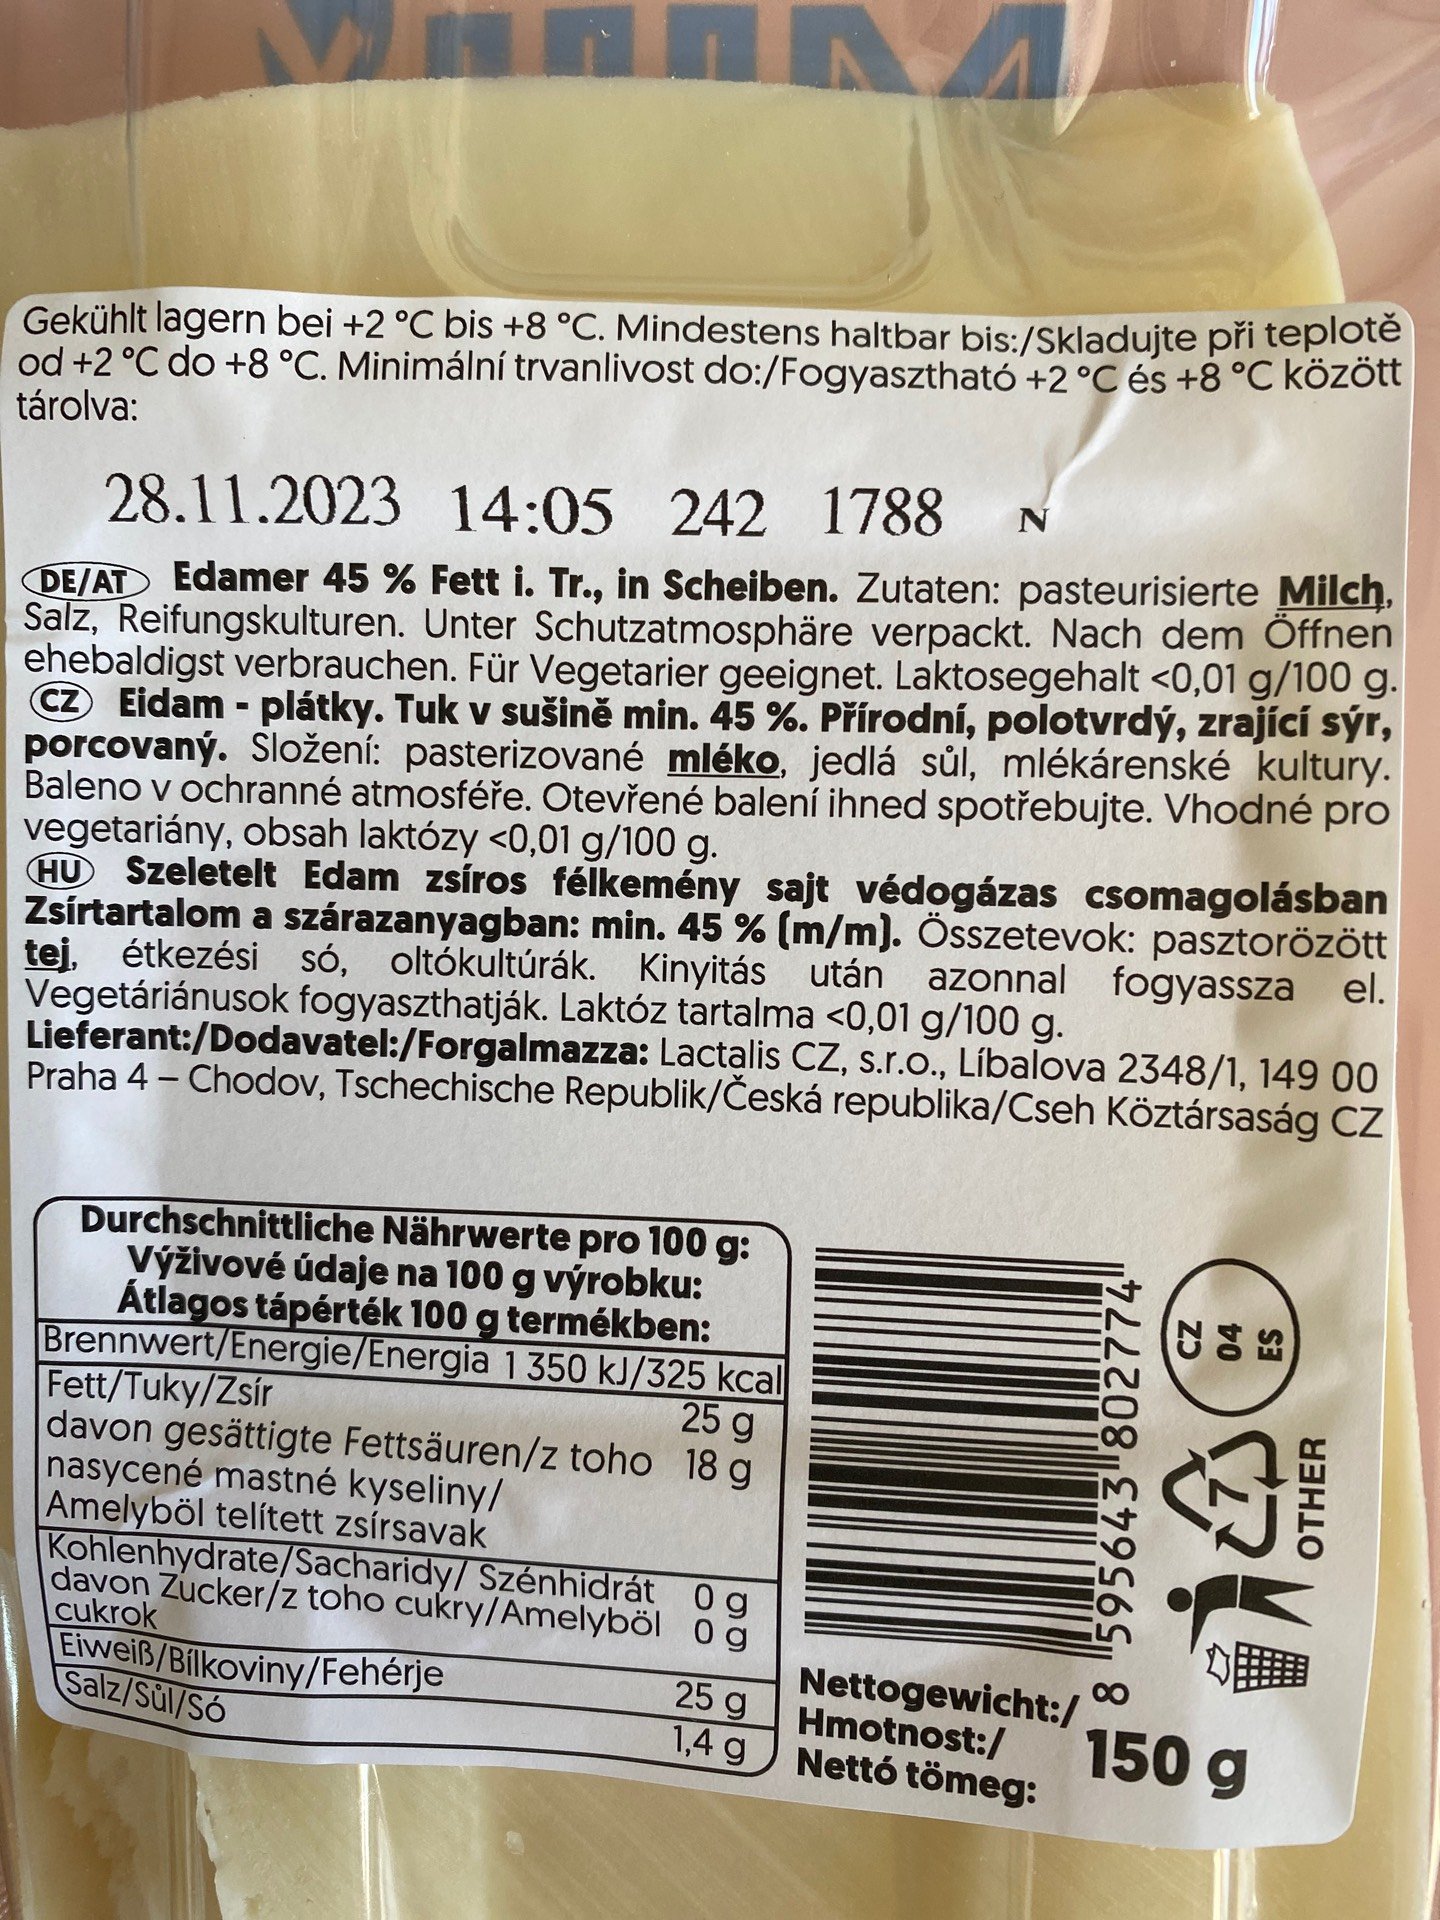 Gekühlt lagern bei +2 °C bis +8 °C. Mindestens haltbar bis:/Skladujte při teplotě
od +2 °C do +8 °C. Minimální trvanlivost do:/Fogyasztható +2 °C és +8 °C között
tárolva:
28.11.2023 14:05 242 1788 N
DE/AT Edamer 45 % Fett i. Tr., in Scheiben. Zutaten: pasteurisierte Milch,
Salz, Reifungskulturen. Unter Schutzatmosphäre verpackt. Nach dem Öffnen
ehebaldigst verbrauchen. Für Vegetarier geeignet. Laktosegehalt <0,01 g/100 g.
CZ Eidam - plátky. Tuk v sušině min. 45 %. Přírodní, polotvrdý, zrající sýr,
porcovaný. Složení: pasterizované mléko, jedlá sůl, mlékárenské kultury.
Baleno v ochranné atmosféře. Otevřené balení ihned spotřebujte. Vhodné pro
vegetariány, obsah laktózy <0,01 g/100 g.
HU Szeletelt Edam zsíros félkemény sajt védogázas csomagolásban
Zsírtartalom a szárazanyagban: min. 45 % (m/m). Összetevok: pasztorözött
tej, étkezési só, oltókultúrák. Kinyitás után azonnal fogyassza el.
Vegetáriánusok fogyaszthatják. Laktóz tartalma <0,01 g/100 g.
Lieferant:/Dodavatel:/Forgalmazza: Lactalis CZ, s.r.o., Líbalova 2348/1, 149 00
Praha 4 – Chodov, Tschechische Republik/Česká republika/Cseh Köztársaság CZ
Durchschnittliche Nährwerte pro 100 g:
Výživové údaje na 100 g výrobku:
Átlagos tápérték 100 g termékben:
Brennwert/Energie/Energia 1 350 kJ/325 kcal
Fett/Tuky/Zsír 25 g
davon gesättigte Fettsäuren/z toho 18 g
nasycené mastné kyseliny/
Amelyböl telített zsírsavak
Kohlenhydrate/Sacharidy/ Szénhidrát 0 g
davon Zucker/z toho cukry/Amelyböl 0 g
cukrok
Eiweiß/Bílkoviny/Fehérje 25 g
Salz/Sůl/Só 1,4 g
8 595643 802774
CZ
04
ES
7
OTHER
Nettogewicht:/
Hmotnost:/
Nettó tömeg:
150 g